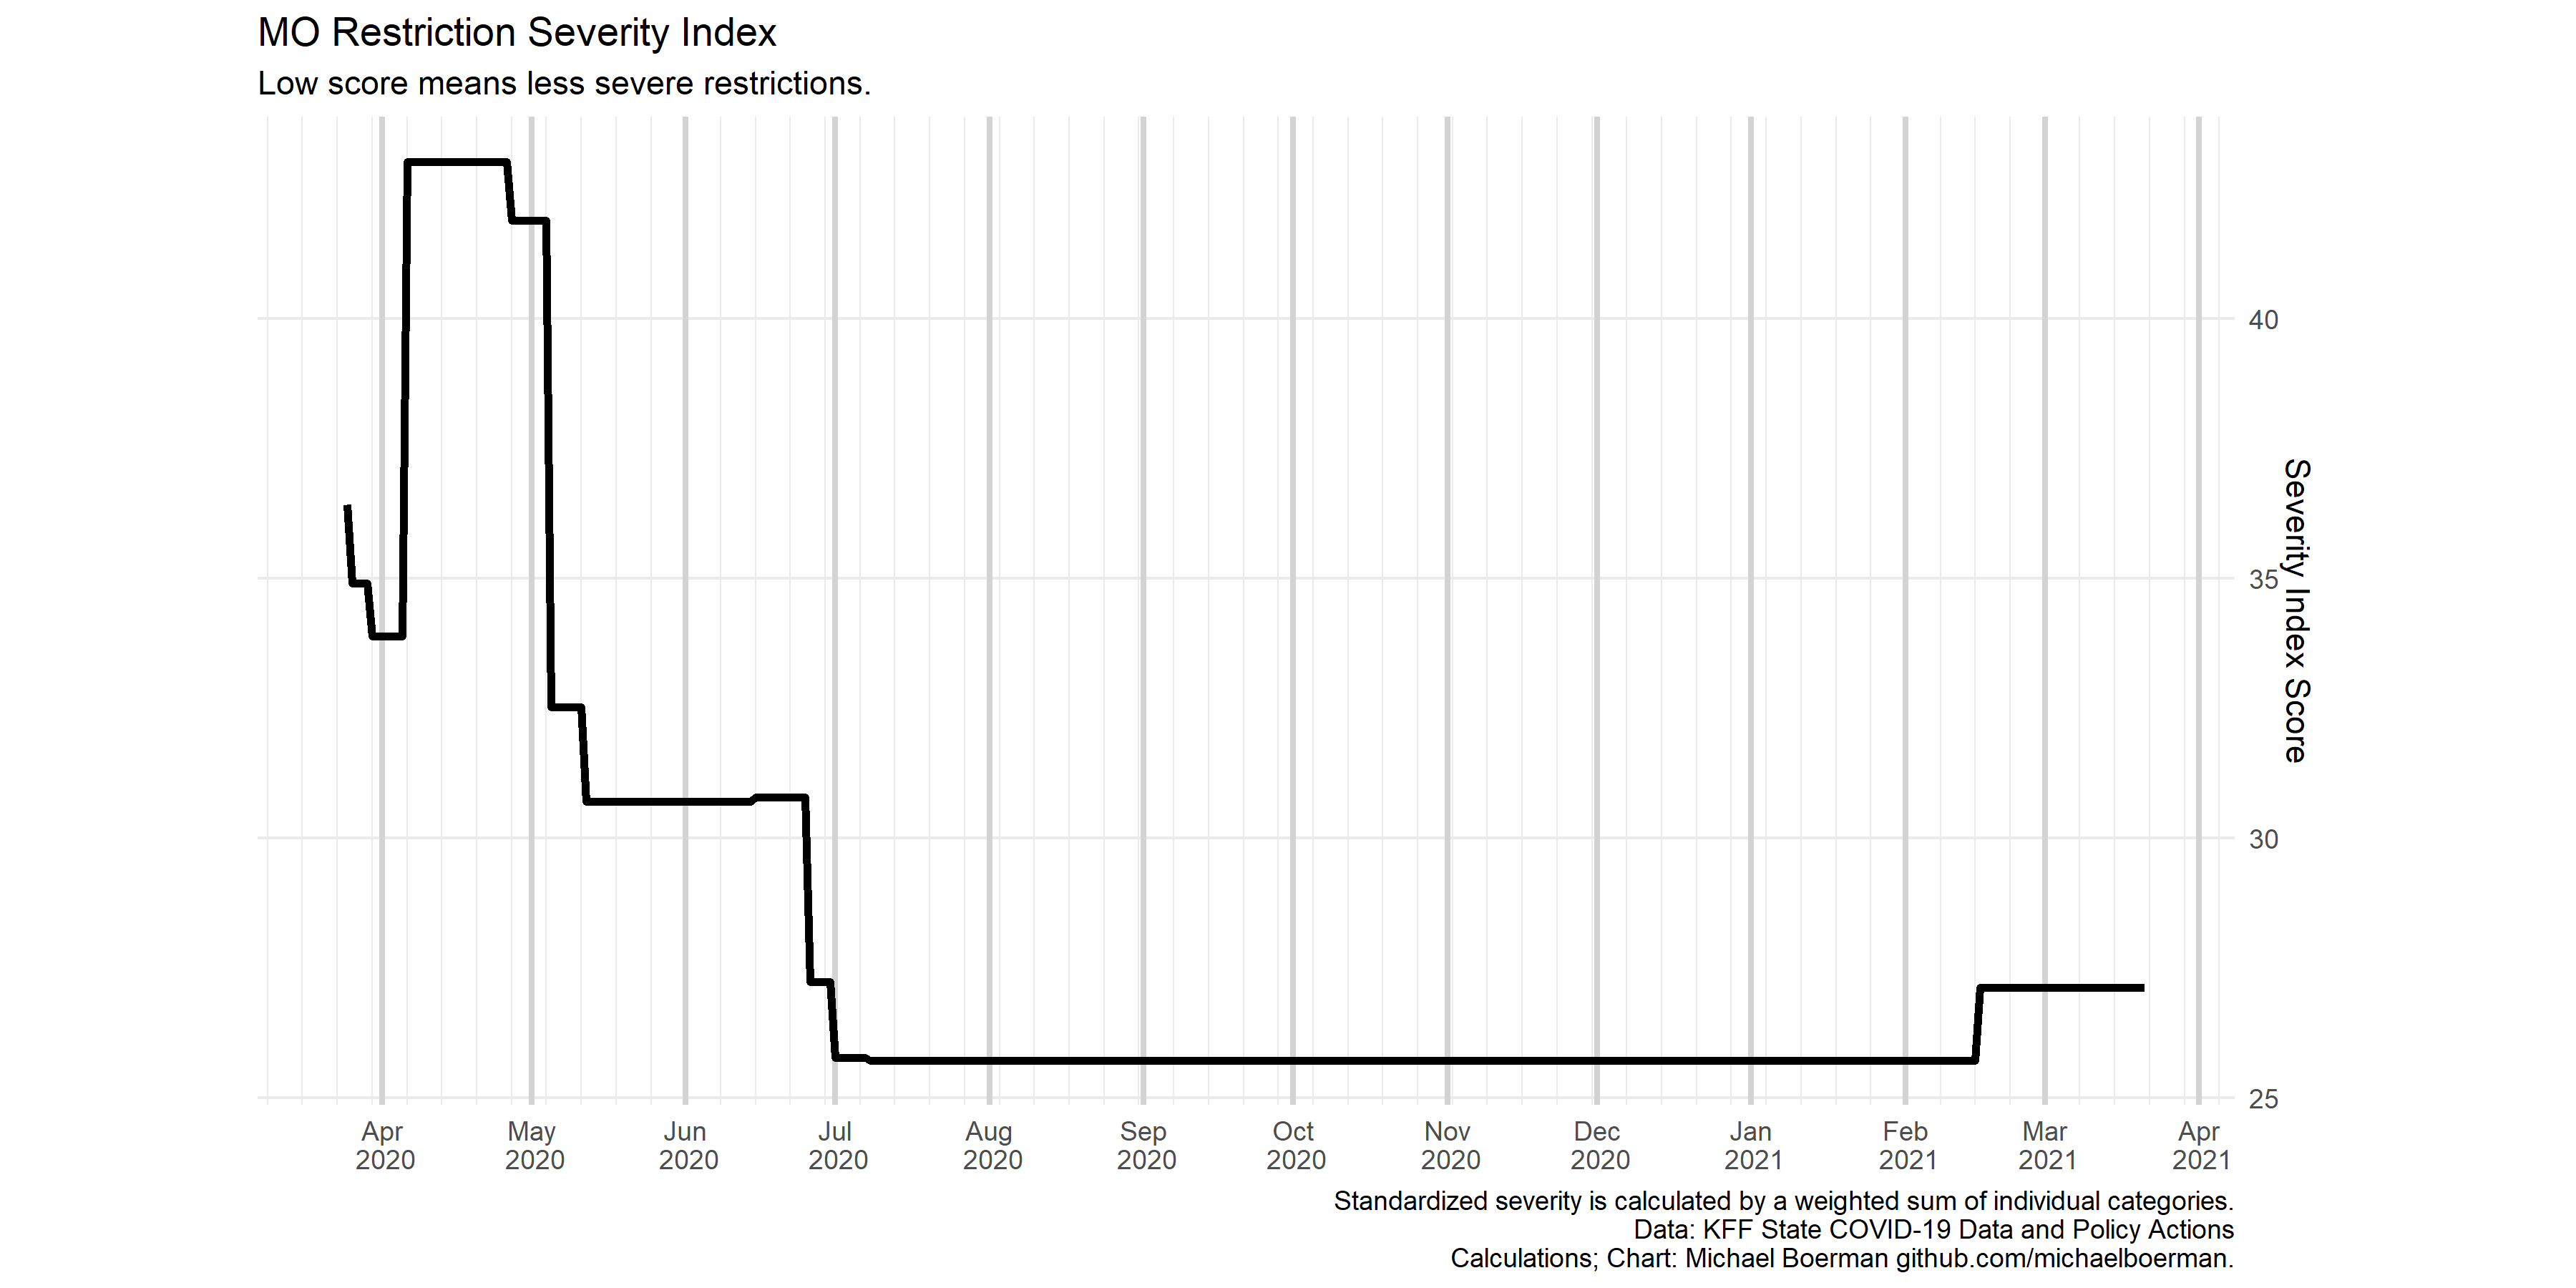 MO Restriction Severity Index
Low score means less severe restrictions.
40
35
30
25
Severity Index Score
Apr May Jun Jul Aug Sep Oct Nov Dec Jan Feb Mar Apr
2020 2020 2020 2020 2020 2020 2020 2020 2020 2021 2021 2021 2021
Standardized severity is calculated by a weighted sum of individual categories.
Data: KFF State COVID-19 Data and Policy Actions
Calculations; Chart: Michael Boerman github.com/michaelboerman.